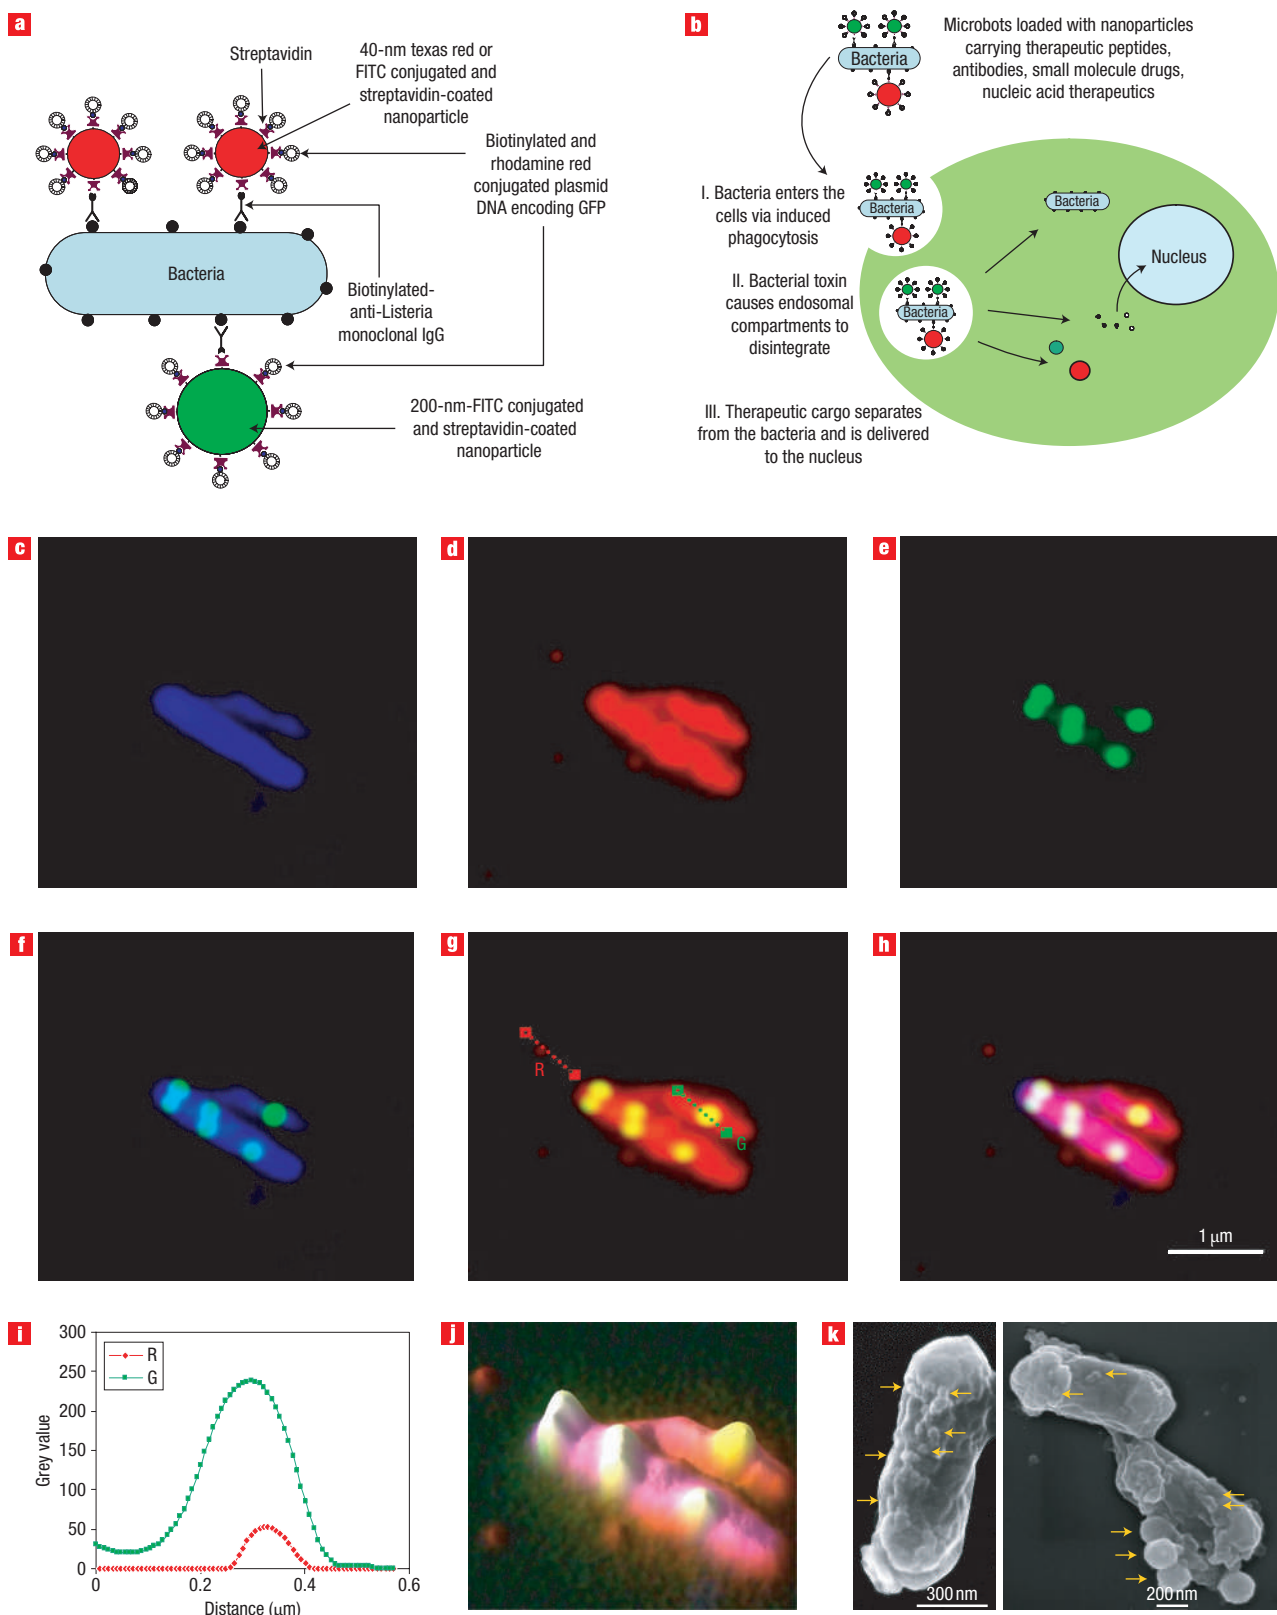 a
Streptavidin
40-nm texas red or
FITC conjugated and
streptavidin-coated
nanoparticle
Biotinylated and
rhodamine red
conjugated plasmid
DNA encoding GFP
Bacteria
Biotinylated-
anti-Listeria
monoclonal IgG
200-nm-FITC conjugated
and streptavidin-coated
nanoparticle
b
Bacteria
Microbots loaded with nanoparticles
carrying therapeutic peptides,
antibodies, small molecule drugs,
nucleic acid therapeutics
I. Bacteria enters the
cells via induced
phagocytosis
Bacteria
Bacteria
Nucleus
II. Bacterial toxin
causes endosomal
compartments to
disintegrate
Bacteria
III. Therapeutic cargo separates
from the bacteria and is delivered
to the nucleus
c
d
e
f
g
R
G
h
1 μm
i
300
250
200
150
100
50
0
Grey value
R
G
0
0.2
0.4
0.6
Distance (μm)
j
k
300 nm
200 nm